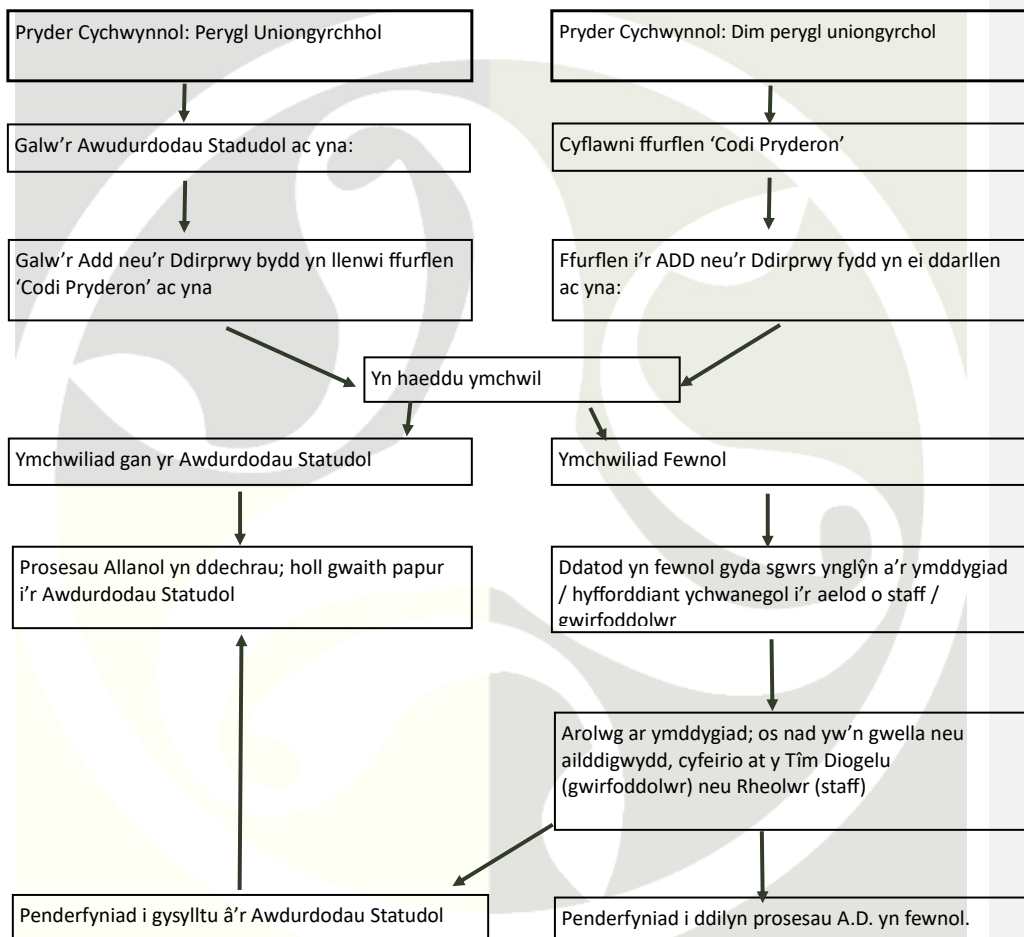 Pryder Cychwynnol: Perygl Uniongyrchhol
Pryder Cychwynnol: Dim perygl uniongyrchol
Galw’r Awudurdodau Stadudol ac yna:
Cyflawni ffurflen ‘Codi Pryderon’
Galw’r Add neu’r Ddirprwy bydd yn llenwi ffurflen
‘Codi Pryderon’ ac yna
Ffurflen i’r ADD neu’r Ddirprwy fydd yn ei ddarllen
ac yna:
Yn haeddu ymchwil
Ymchwiliad gan yr Awdurdodau Statudol
Ymchwiliad Fewnol
Prosesau Allanol yn ddechrau; holl gwaith papur
i’r Awdurdodau Statudol
Ddatod yn fewnol gyda sgwrs ynglŷn a’r ymddygiad
/ hyfforddiant ychwanegol i’r aelod o staff /
gwirfoddolwr
Arolwg ar ymddygiad; os nad yw’n gwella neu
ailddigwydd, cyfeirio at y Tîm Diogelu
(gwirfoddolwr) neu Rheolwr (staff)
Penderfyniad i gysylltu â’r Awdurdodau Statudol
Penderfyniad i ddilyn prosesau A.D. yn fewnol.